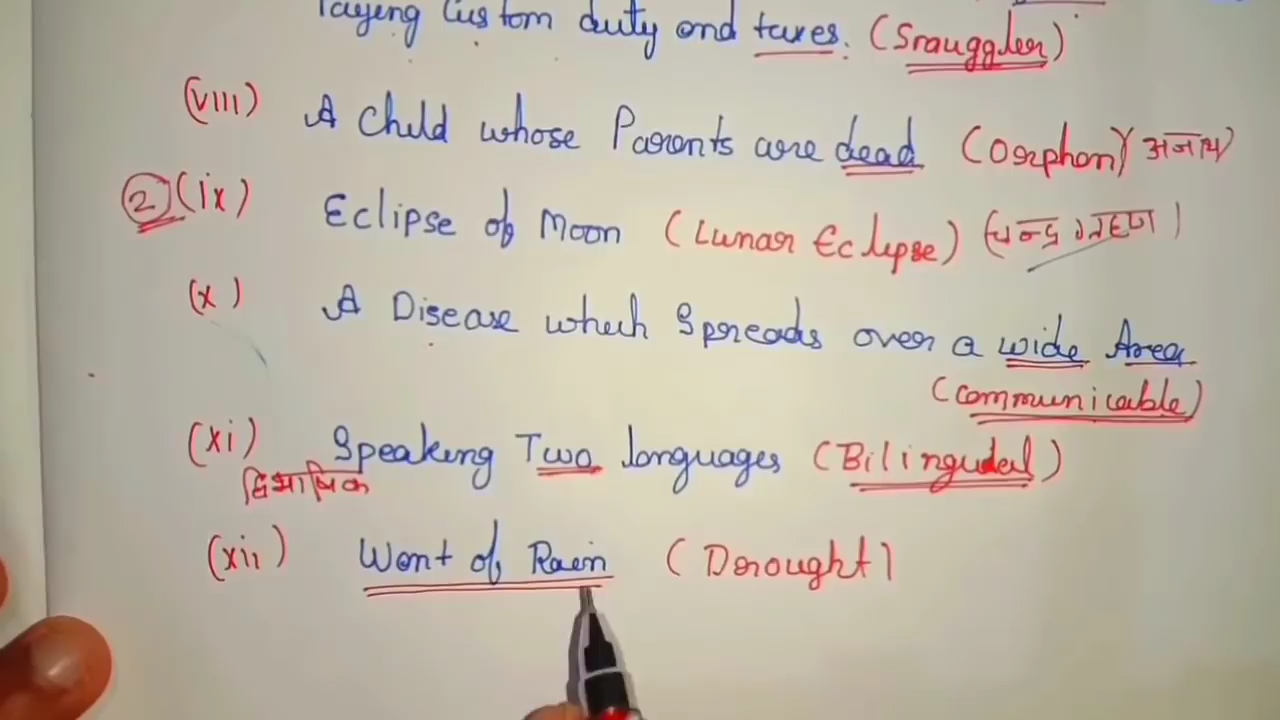 Paying Custom duty and taxes. (Smuggler)
(viii) A Child whose Parents are dead (Orphan) (अनाथ)
(2) (ix) Eclipse of Moon (Lunar Eclipse) (चन्द्र ग्रहण)
(x) A Disease which Spreads over a wide Area
(communicable)
(xi) Speaking Two languages (Bilingual)
द्विभाषिक
(xii) Want of Rain (Drought)